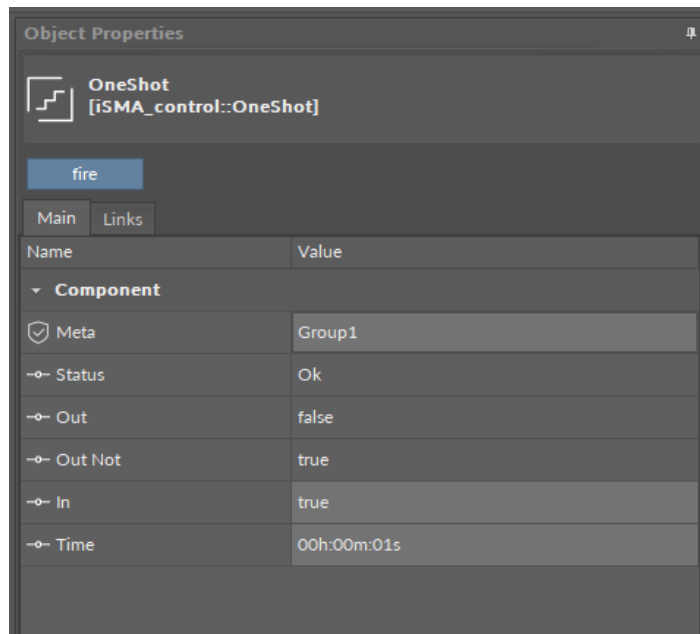 Object Properties
OneShot
[iSMA_control::OneShot]
fire
Main Links
Name Value
Component
Meta Group1
Status Ok
Out false
Out Not true
In true
Time 00h:00m:01s